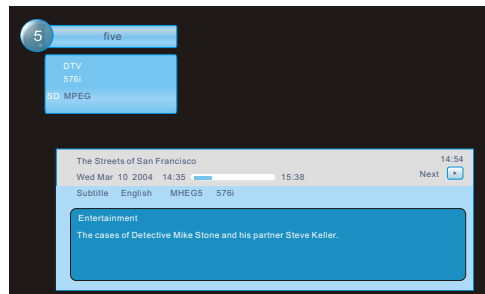 5 five
DTV
576i
SD MPEG
The Streets of San Francisco 14:54
Wed Mar 10 2004 14:35 15:38 Next
Subtitle English MHEG5 576i
Entertainment
The cases of Detective Mike Stone and his partner Steve Keller.